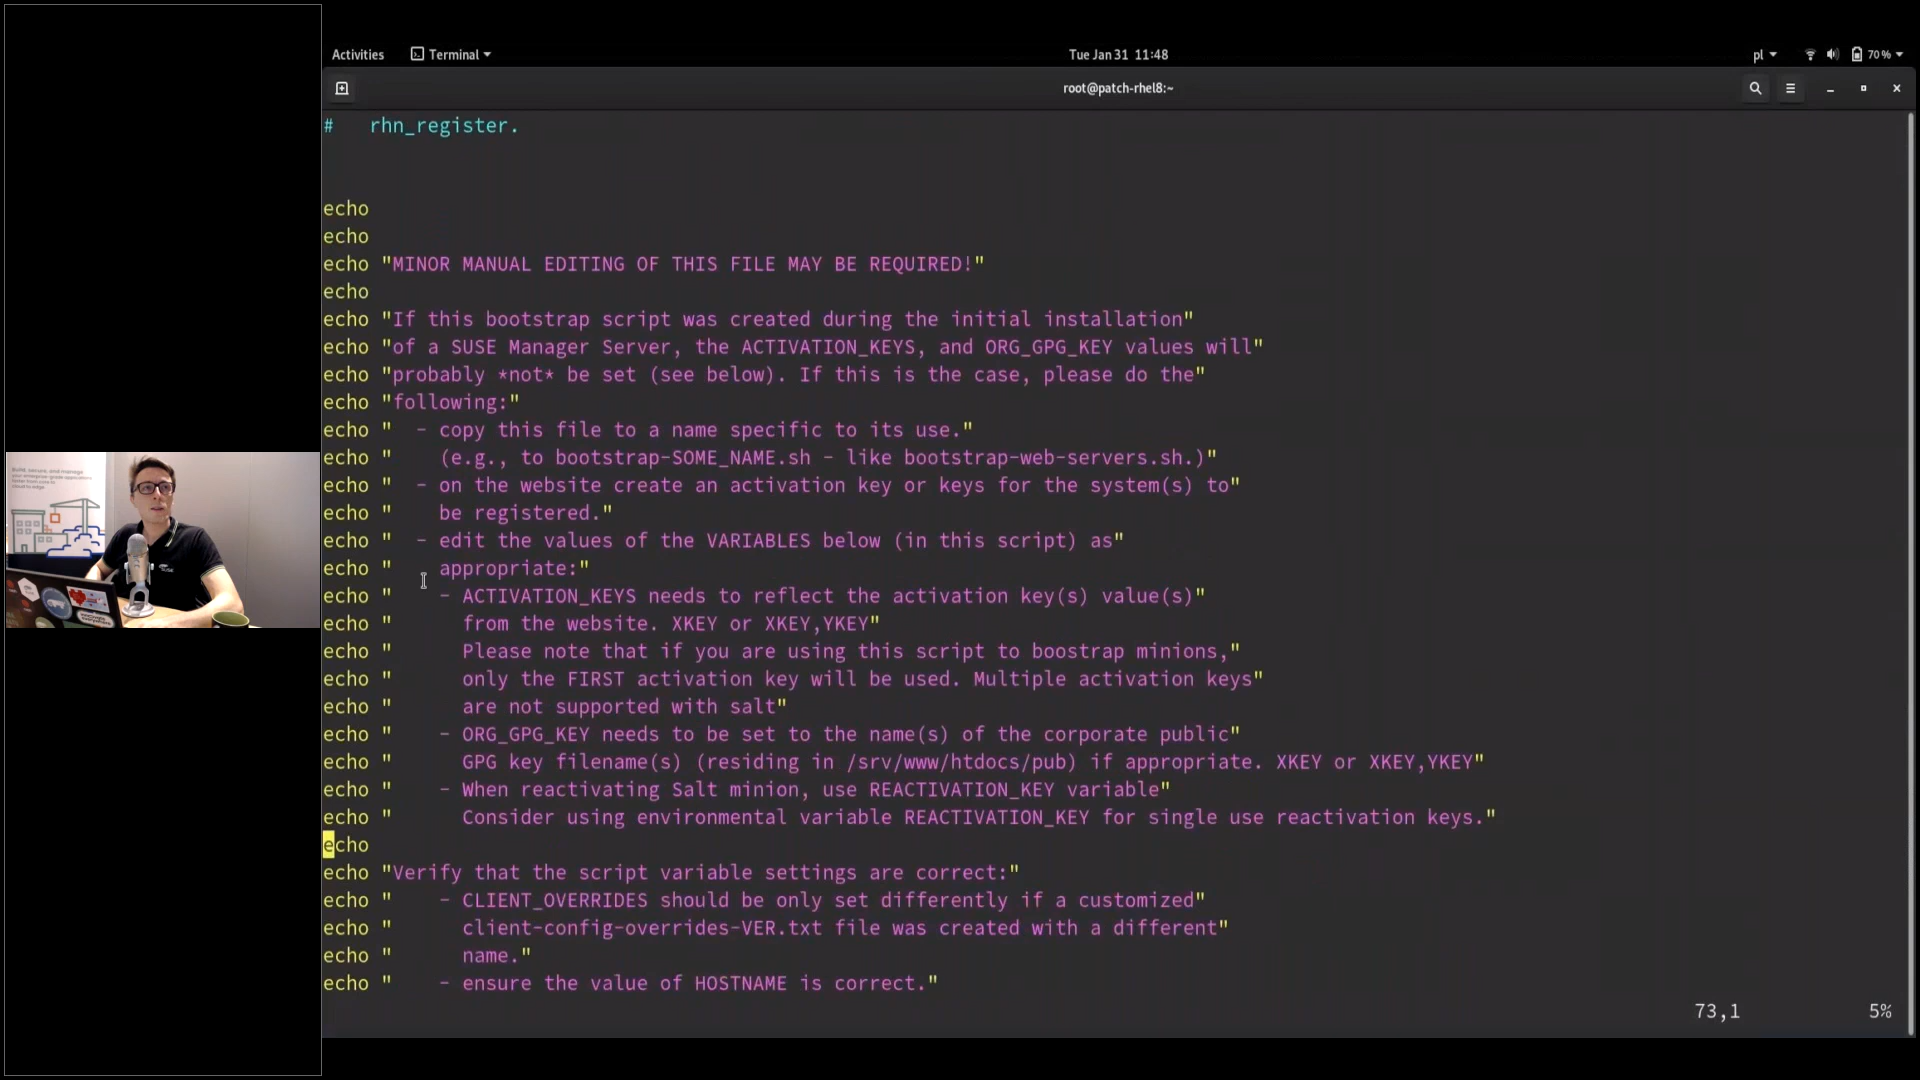 Activities
Terminal
Tue Jan 31 11:48
pl
70%
root@patch-rhel8:~
#   rhn_register.
echo
echo
echo "MINOR MANUAL EDITING OF THIS FILE MAY BE REQUIRED!"
echo
echo "If this bootstrap script was created during the initial installation"
echo "of a SUSE Manager Server, the ACTIVATION_KEYS, and ORG_GPG_KEY values will"
echo "probably *not* be set (see below). If this is the case, please do the"
echo "following:"
echo "  - copy this file to a name specific to its use."
echo "    (e.g., to bootstrap-SOME_NAME.sh - like bootstrap-web-servers.sh.)"
echo "  - on the website create an activation key or keys for the system(s) to"
echo "    be registered."
echo "  - edit the values of the VARIABLES below (in this script) as"
echo "    appropriate:"
echo "    - ACTIVATION_KEYS needs to reflect the activation key(s) value(s)"
echo "      from the website. XKEY or XKEY,YKEY"
echo "      Please note that if you are using this script to boostrap minions,"
echo "      only the FIRST activation key will be used. Multiple activation keys"
echo "      are not supported with salt"
echo "    - ORG_GPG_KEY needs to be set to the name(s) of the corporate public"
echo "      GPG key filename(s) (residing in /srv/www/htdocs/pub) if appropriate. XKEY or XKEY,YKEY"
echo "    - When reactivating Salt minion, use REACTIVATION_KEY variable"
echo "      Consider using environmental variable REACTIVATION_KEY for single use reactivation keys."
echo
echo "Verify that the script variable settings are correct:"
echo "    - CLIENT_OVERRIDES should be only set differently if a customized"
echo "      client-config-overrides-VER.txt file was created with a different"
echo "      name."
echo "    - ensure the value of HOSTNAME is correct."
73,1
5%